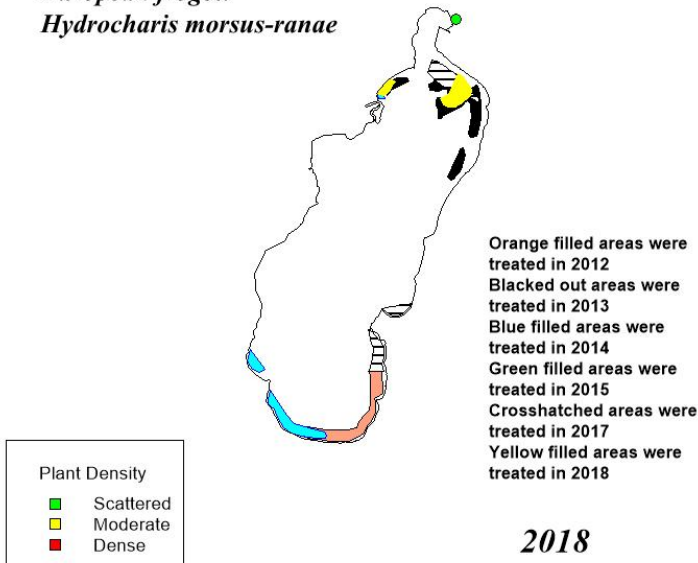 Hydrocharis morsus-ranae
Orange filled areas were
treated in 2012
Blacked out areas were
treated in 2013
Blue filled areas were
treated in 2014
Green filled areas were
treated in 2015
Crosshatched areas were
treated in 2017
Yellow filled areas were
treated in 2018
Plant Density
Scattered
Moderate
Dense
2018